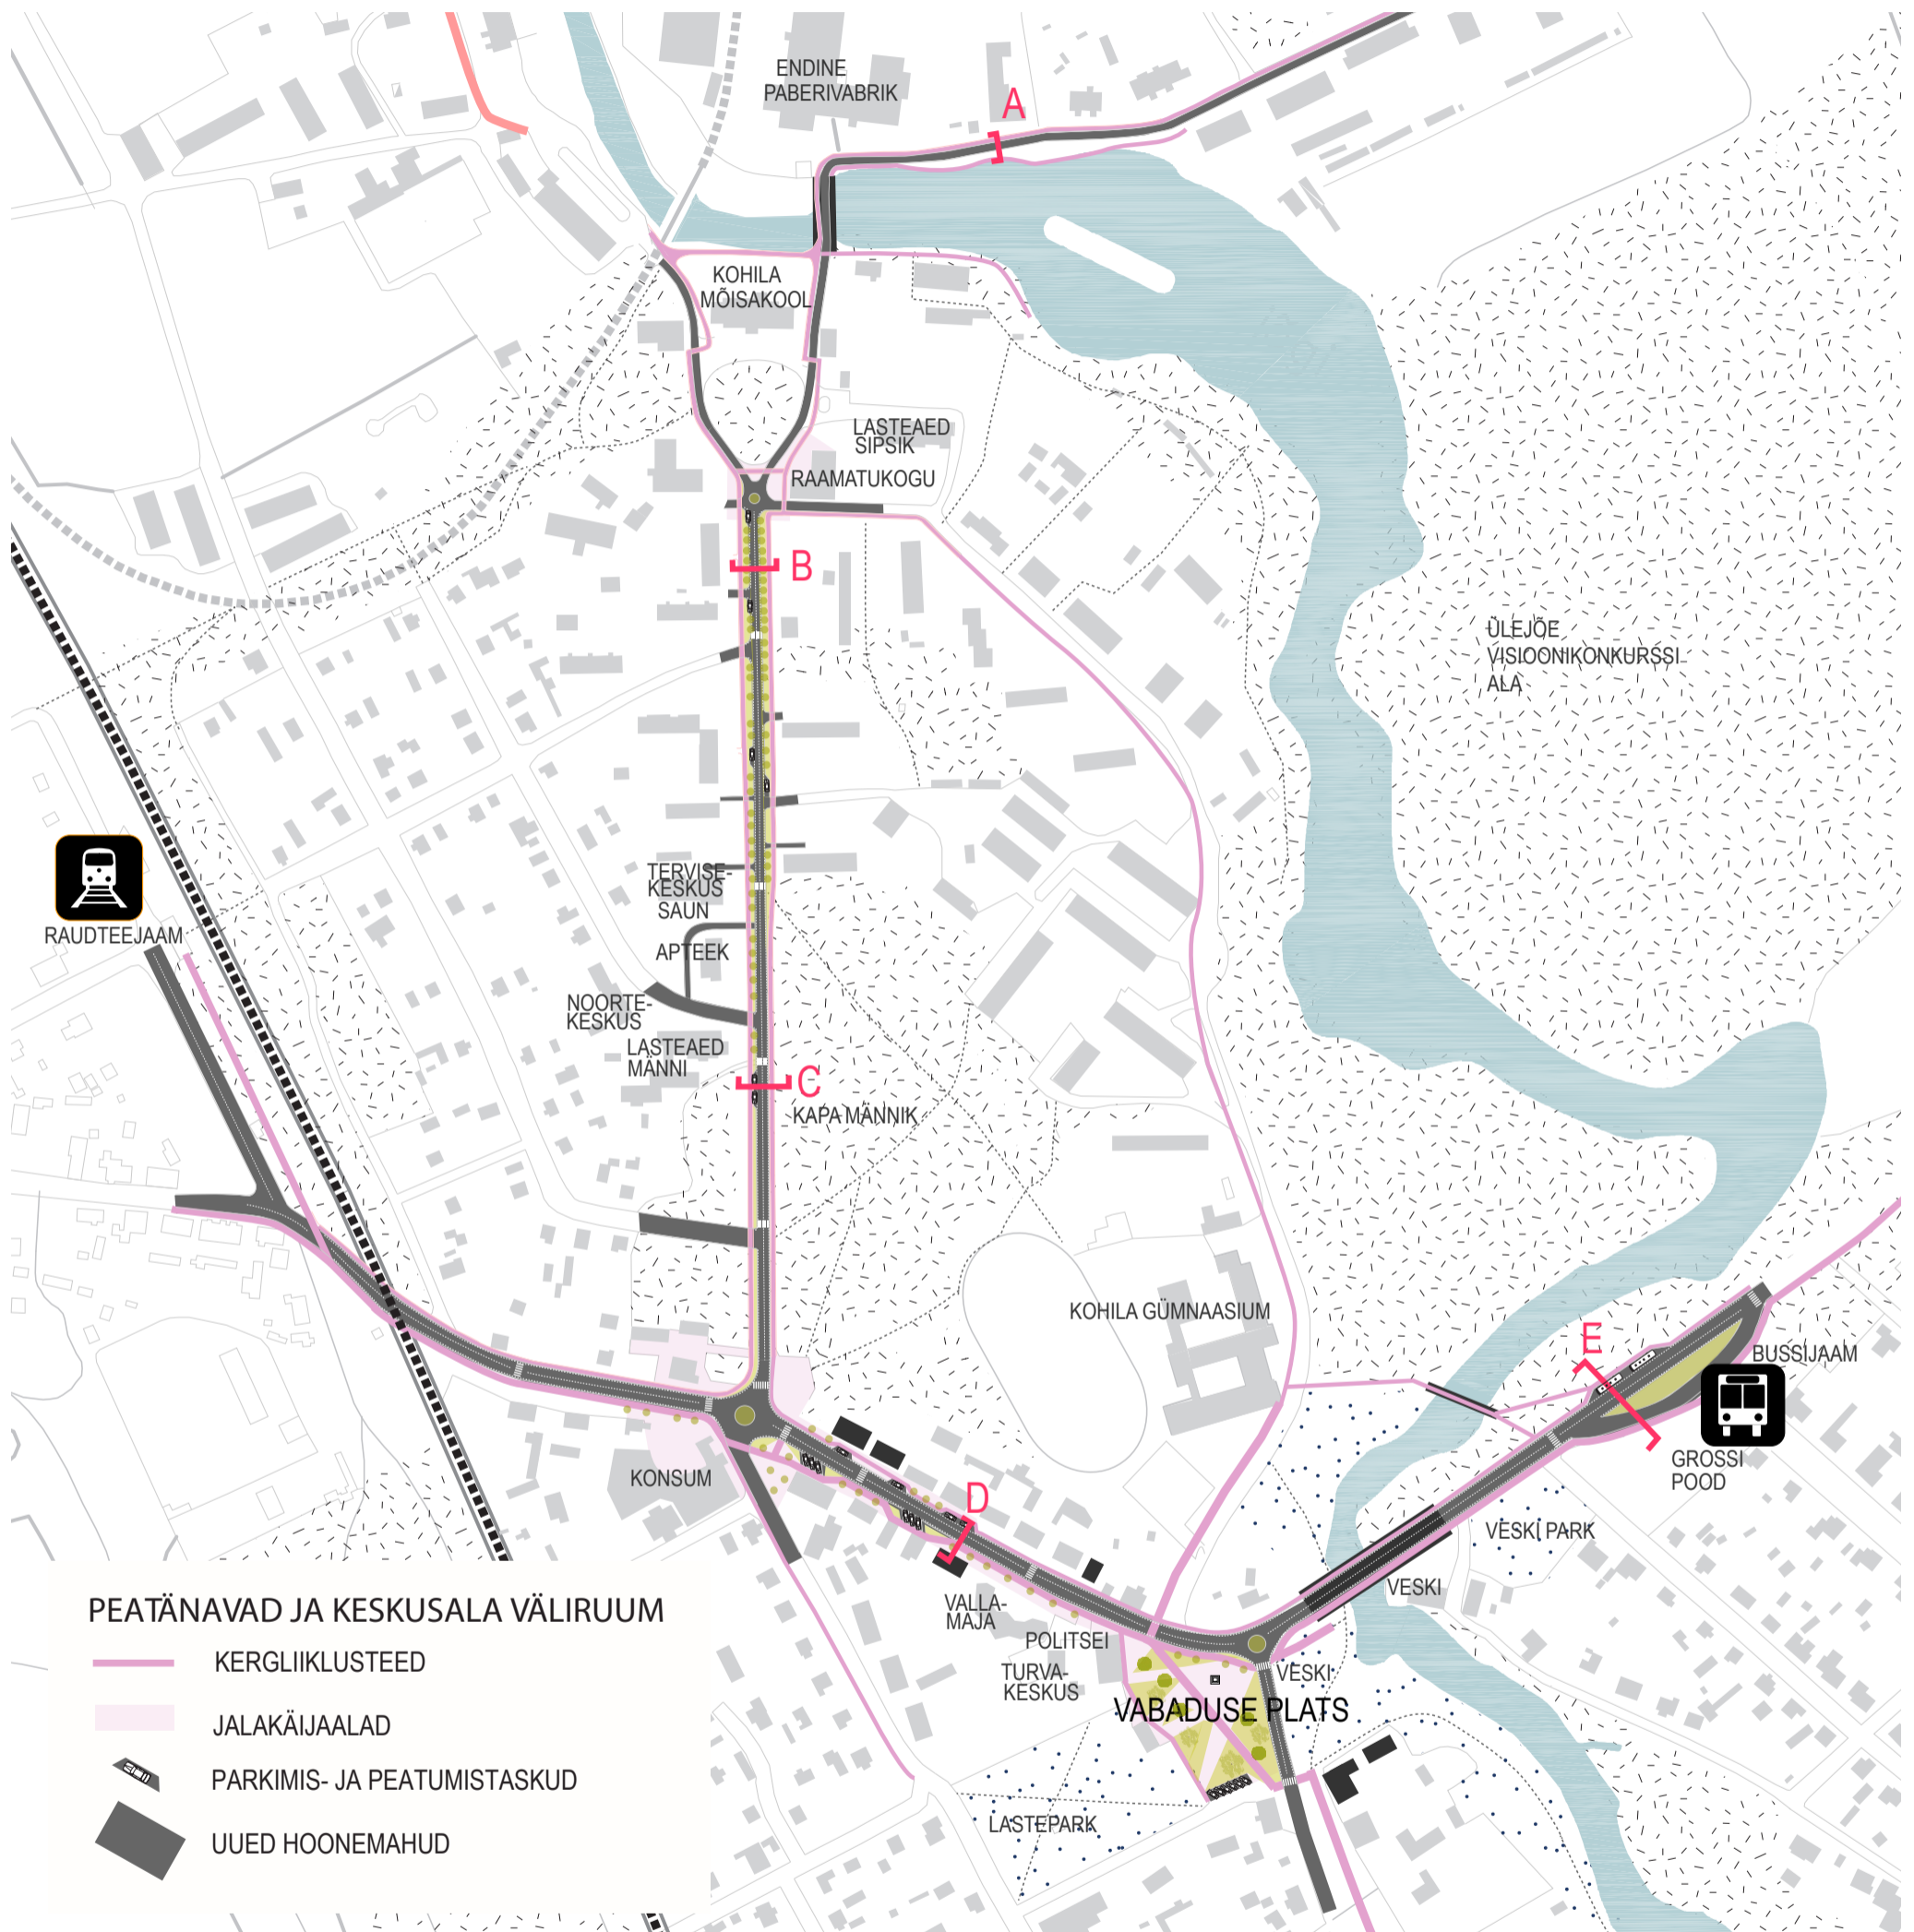 ENDINE
PABERIVABRIK
A
KOHILA
MÕISAKOOL
LASTEAED
SIPSIK
RAAMATUKOGU
B
ÜLEJÕE
VISIOONIKONKURSSI
ALA
TERVISE-
KESKUS
SAUN
RAUDTEEJAAM
APTEEK
NOORTE-
KESKUS
LASTEAED
MÄNNI
C
KAPA MÄNNIK
KOHILA GÜMNAASIUM
E
BUSSIJAAM
GROSSI
POOD
KONSUM
D
VESKI PARK
VESKI
VALLA-
MAJA
POLITSEI
TURVA-
KESKUS
VESKI
VABADUSE PLATS
LASTEPARK
PEATÄNAVAD JA KESKUSALA VÄLIRUUM
KERGLIIKLUSTEED
JALAKÄIJAALAD
PARKIMIS- JA PEATUMISTASKUD
UUED HOONEMAHUD